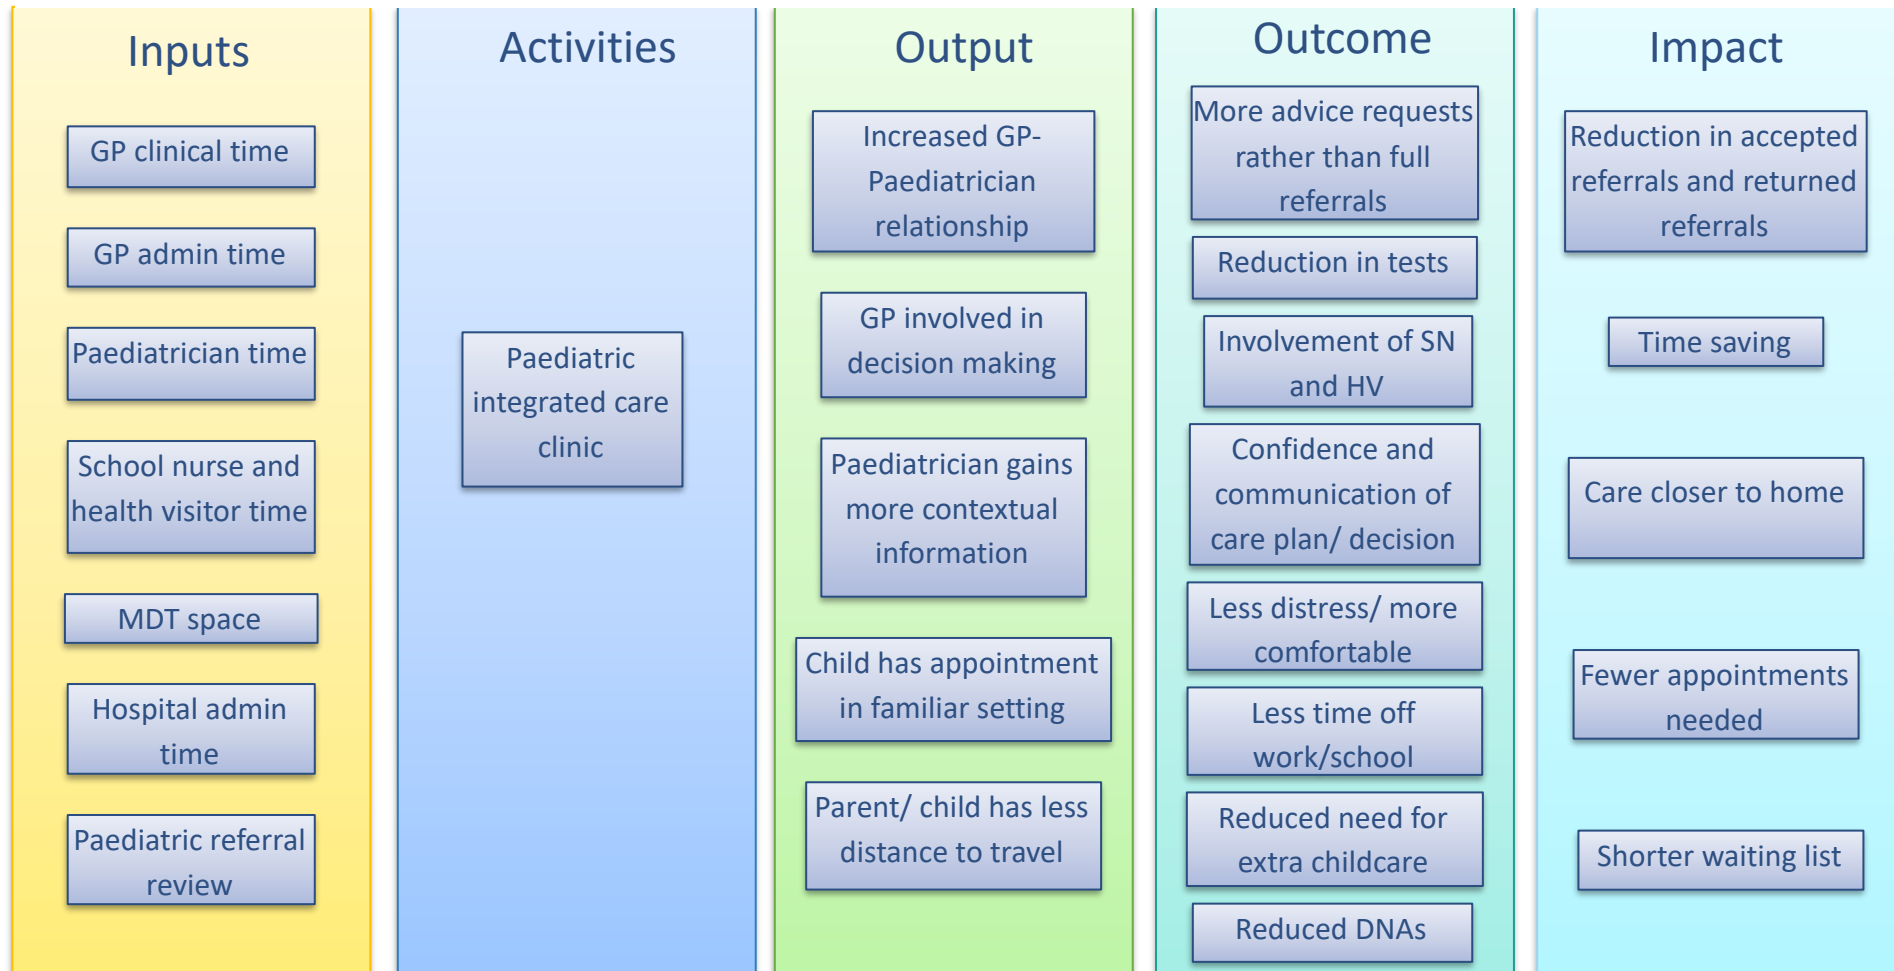 Inputs
GP clinical time
GP admin time
Paediatrician time
School nurse and
health visitor time
MDT space
Hospital admin
time
Paediatric referral
review
Activities
Paediatric
integrated care
clinic
Output
Increased GP-
Paediatrician
relationship
GP involved in
decision making
Paediatrician gains
more contextual
information
Child has appointment
in familiar setting
Parent/ child has less
distance to travel
Outcome
More advice requests
rather than full
referrals
Reduction in tests
Involvement of SN
and HV
Confidence and
communication of
care plan/ decision
Less distress/ more
comfortable
Less time off
work/school
Reduced need for
extra childcare
Reduced DNAs
Impact
Reduction in accepted
referrals and returned
referrals
Time saving
Care closer to home
Fewer appointments
needed
Shorter waiting list